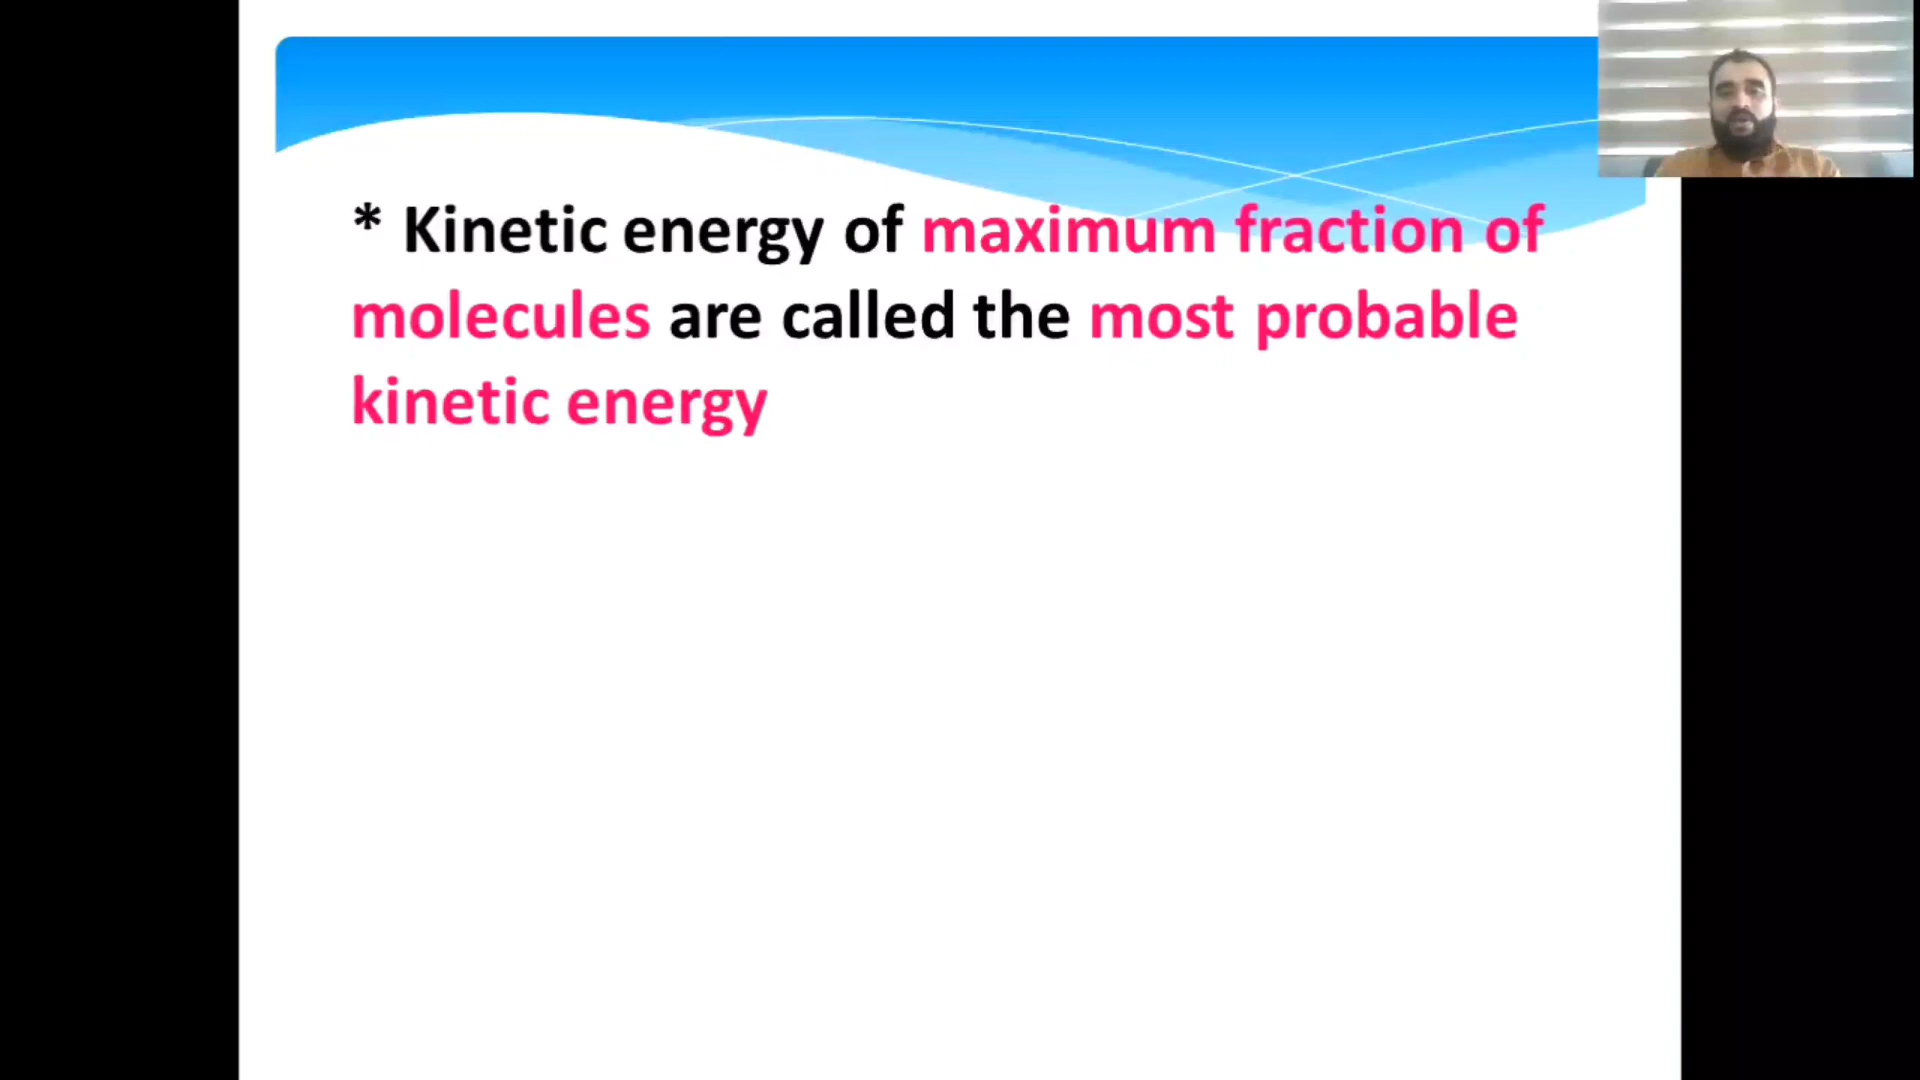 * Kinetic energy of maximum fraction of
molecules are called the most probable
kinetic energy